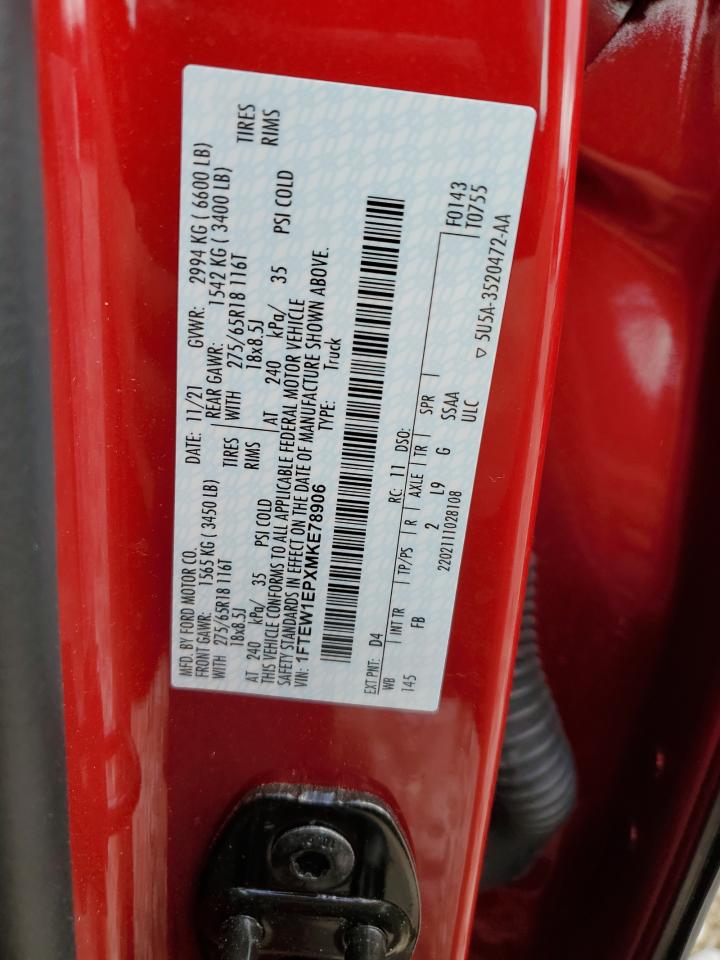 MFD. BY FORD MOTOR CO. DATE: 11/21 GVWR: 2994 KG ( 6600 LB)
FRONT GAWR: 1565 KG ( 3450 LB) REAR GAWR: 1542 KG ( 3400 LB)
WITH 275/65R18 116T TIRES WITH 275/65R18 116T TIRES
18x8.5J RIMS 18x8.5J RIMS
AT 240 kPa/ 35 PSI COLD AT 240 kPa/ 35 PSI COLD
THIS VEHICLE CONFORMS TO ALL APPLICABLE FEDERAL MOTOR VEHICLE
SAFETY STANDARDS IN EFFECT ON THE DATE OF MANUFACTURE SHOWN ABOVE.
VIN: 1FTEW1EPXMKE78906 TYPE: Truck
EXT PNT: D4 RC: 11 DSO: F0143
WB INT TR TP/PS R AXLE TR SPR T0755
145 FB 2 L9 G SSAA
2202111028108 ULC ▽ 5U5A-3520472-AA